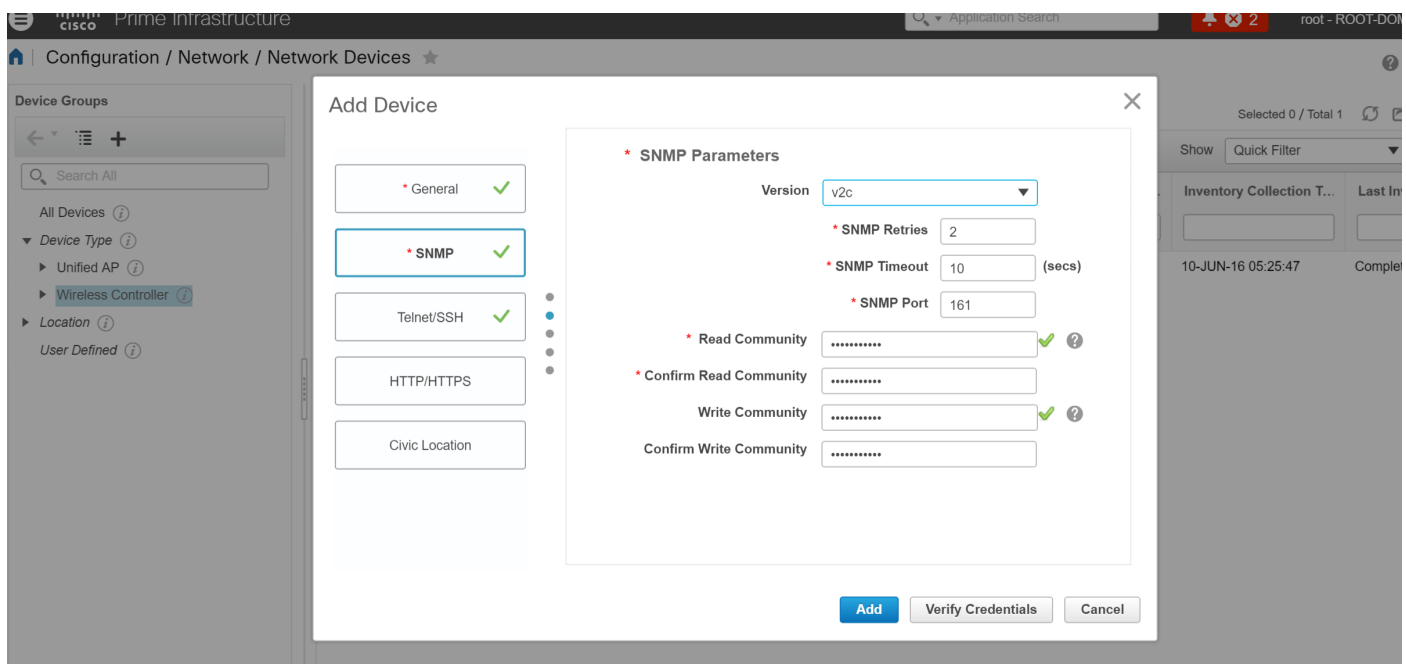 CISCO Prime Infrastructure
Application Search
2
root - ROOT-DOM
Configuration / Network / Network Devices
Device Groups
Search All
All Devices
Device Type
Unified AP
Wireless Controller
Location
User Defined
Add Device
* General
* SNMP
Telnet/SSH
HTTP/HTTPS
Civic Location
* SNMP Parameters
Version v2c
* SNMP Retries 2
* SNMP Timeout 10 (secs)
* SNMP Port 161
* Read Community •••••••••••
* Confirm Read Community •••••••••••
Write Community •••••••••••
Confirm Write Community •••••••••••
Add Verify Credentials Cancel
Selected 0 / Total 1
Show Quick Filter
Inventory Collection T... Last In
10-JUN-16 05:25:47 Complet